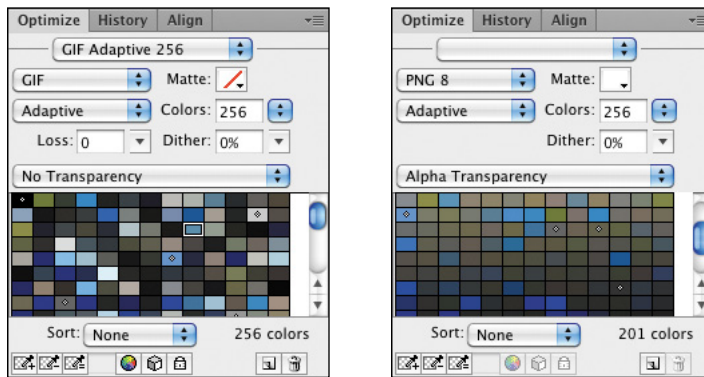 Optimize History Align
GIF Adaptive 256
GIF Matte:
Adaptive Colors: 256
Loss: 0 Dither: 0%
No Transparency
Sort: None 256 colors
Optimize History Align
PNG 8 Matte:
Adaptive Colors: 256
Dither: 0%
Alpha Transparency
Sort: None 201 colors